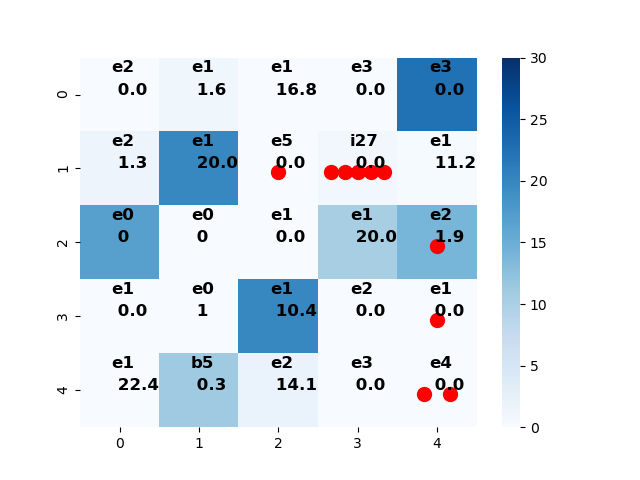 30
e2 e1 e1 e3 e3
0 0.0 1.6 16.8 0.0 0.0
25
e2 e1 e5 i27 e1
1 1.3 20.0 0.0 0.0 11.2
20
e0 e0 e1 e1 e2
2 0 0 0.0 20.0 1.9
15
10
e1 e0 e1 e2 e1
3 0.0 1 10.4 0.0 0.0
5
e1 b5 e2 e3 e4
4 22.4 0.3 14.1 0.0 0.0
0
0 1 2 3 4